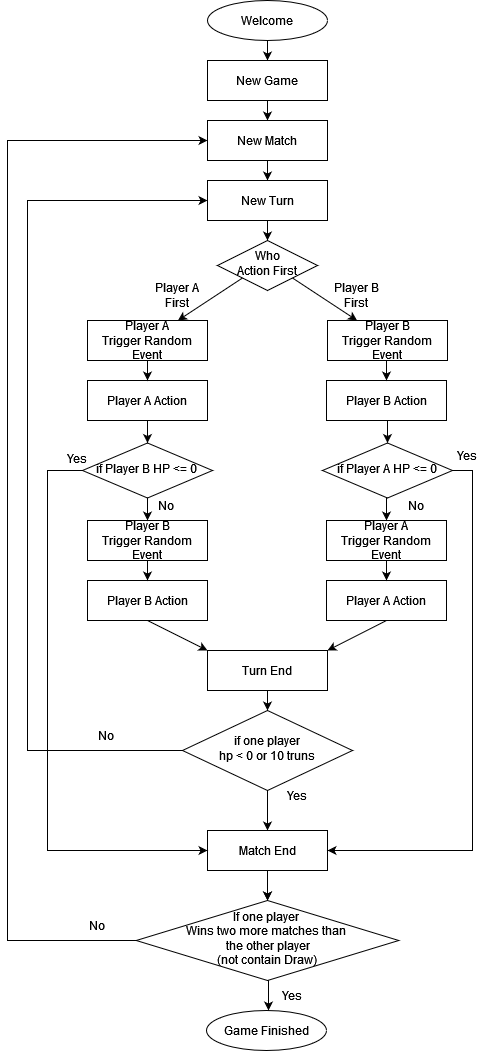 Welcome
New Game
New Match
New Turn
Who
Action First
Player A
First
Player B
First
Player A
Trigger Random
Event
Player B
Trigger Random
Event
Player A Action
Player B Action
Yes
if Player B HP <= 0
if Player A HP <= 0
Yes
No
No
Player B
Trigger Random
Event
Player A
Trigger Random
Event
Player B Action
Player A Action
Turn End
No
if one player
hp < 0 or 10 truns
Yes
Match End
No
If one player
Wins two more matches than
the other player
(not contain Draw)
Yes
Game Finished